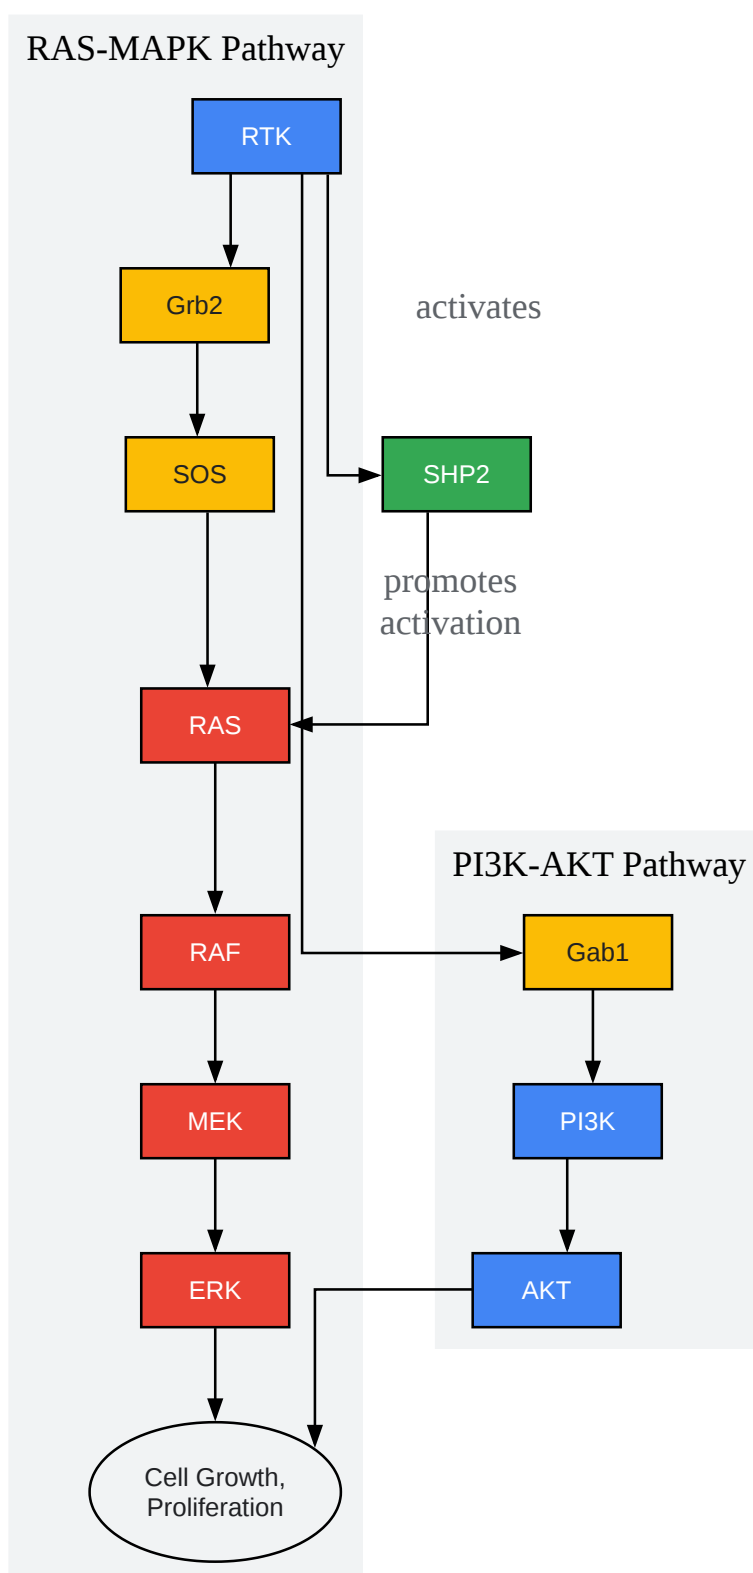 RAS-MAPK Pathway
RTK
Grb2
activates
SOS
SHP2
promotes
activation
RAS
PI3K-AKT Pathway
RAF
Gab1
MEK
PI3K
ERK
AKT
Cell Growth,
Proliferation